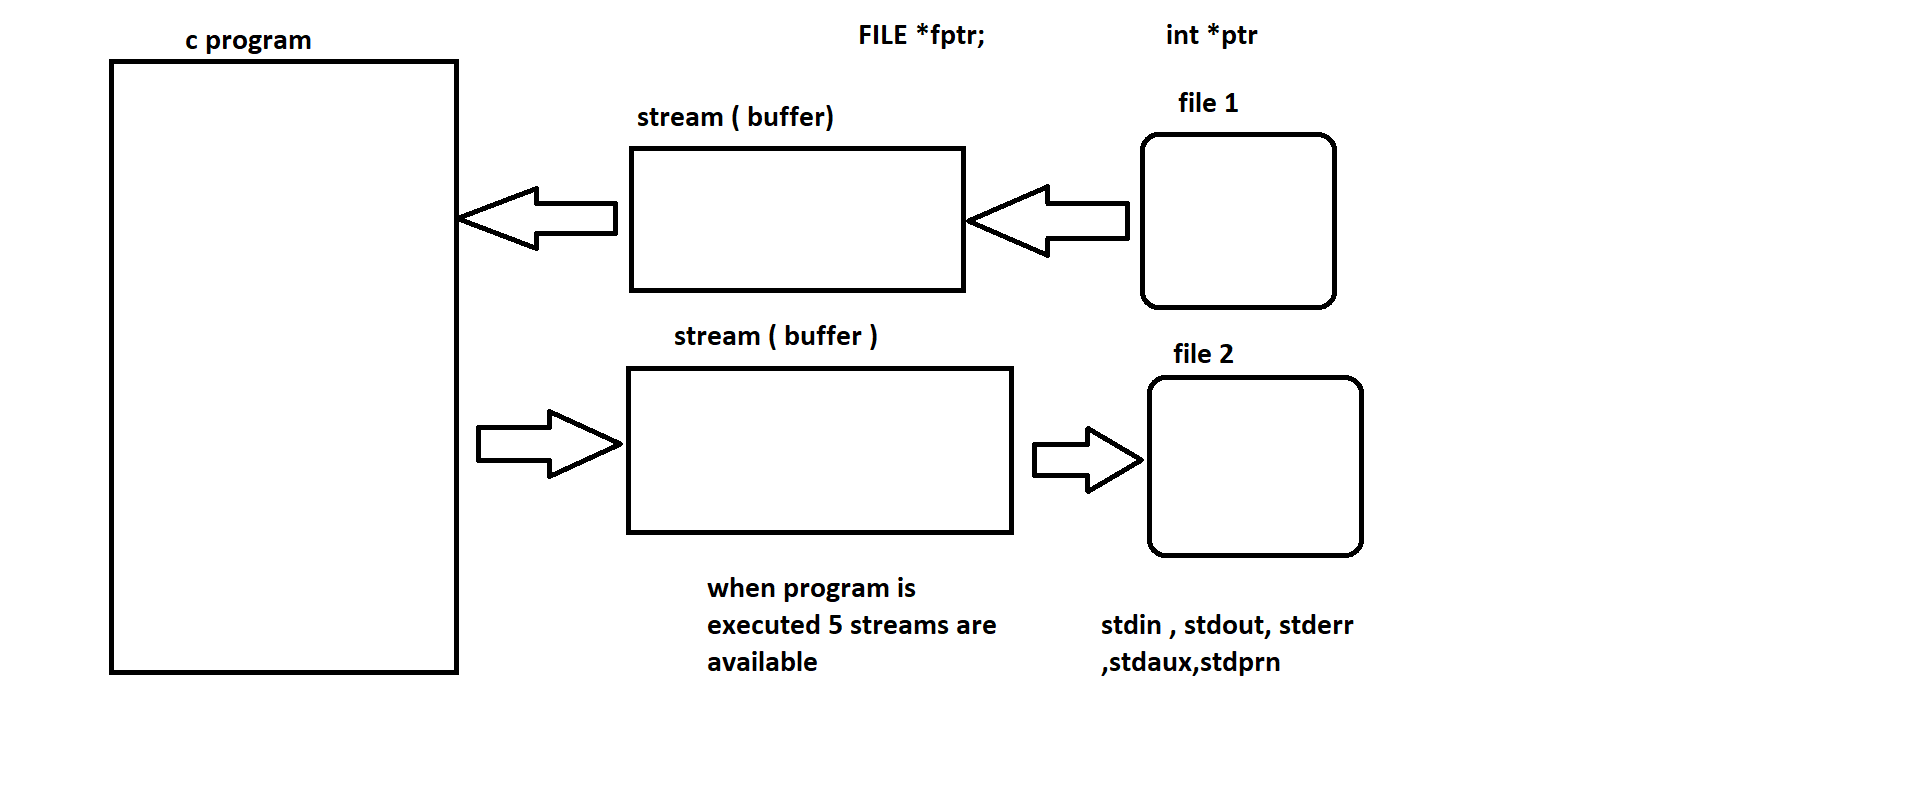 c program
FILE *fptr;
int *ptr
file 1
stream ( buffer)
stream ( buffer )
file 2
when program is
executed 5 streams are
available
stdin , stdout, stderr
,stdaux,stdprn